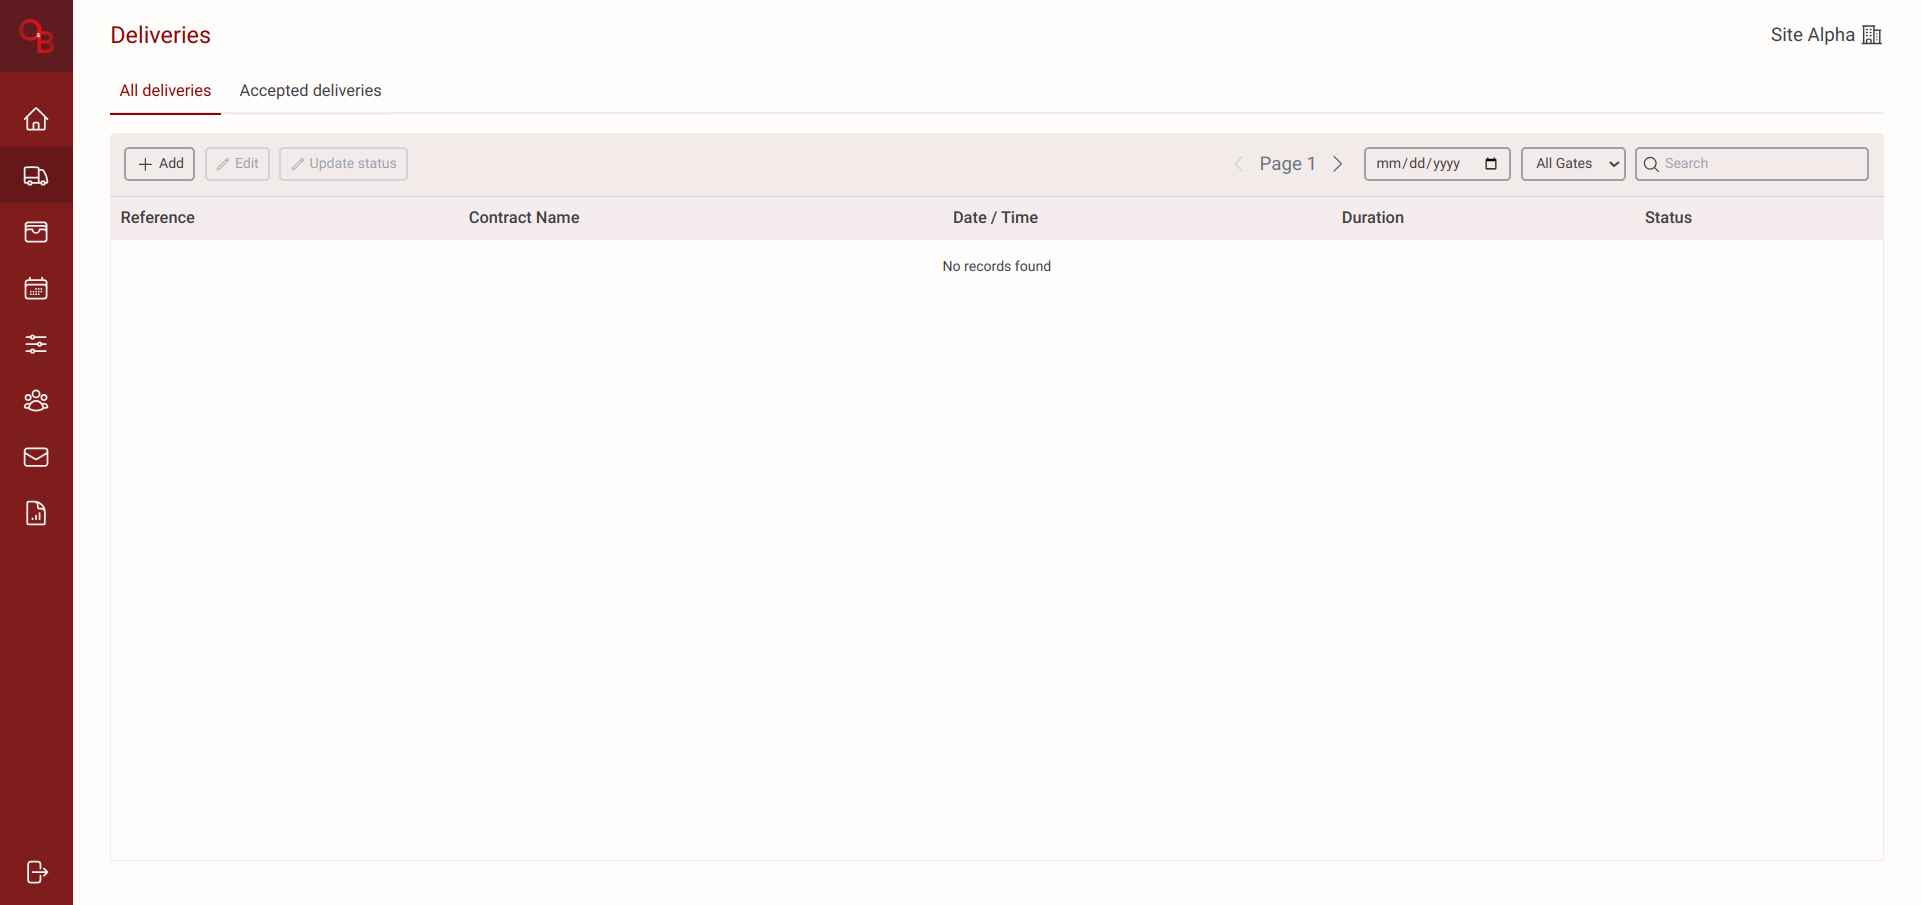 O&B
Deliveries
Site Alpha
All deliveries
Accepted deliveries
Add
Edit
Update status
Page 1
mm/dd/yyyy
All Gates
Search
Reference
Contract Name
Date / Time
Duration
Status
No records found